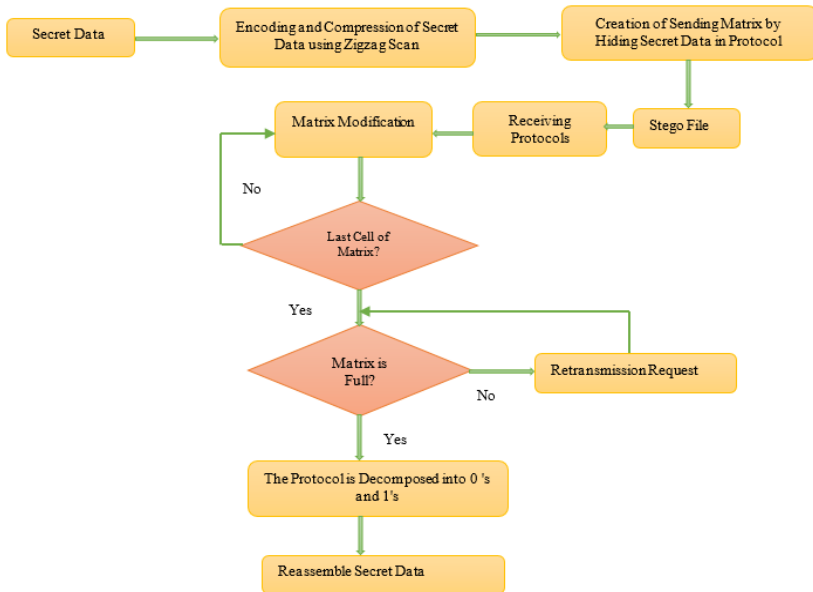 Secret Data
Encoding and Compression of Secret
Data using Zigzag Scan
Creation of Sending Matrix by
Hiding Secret Data in Protocol
Stego File
Receiving
Protocols
Matrix Modification
No
Last Cell of
Matrix?
Yes
Matrix is
Full?
No
Retransmission Request
Yes
The Protocol is Decomposed into 0 's
and 1's
Reassemble Secret Data